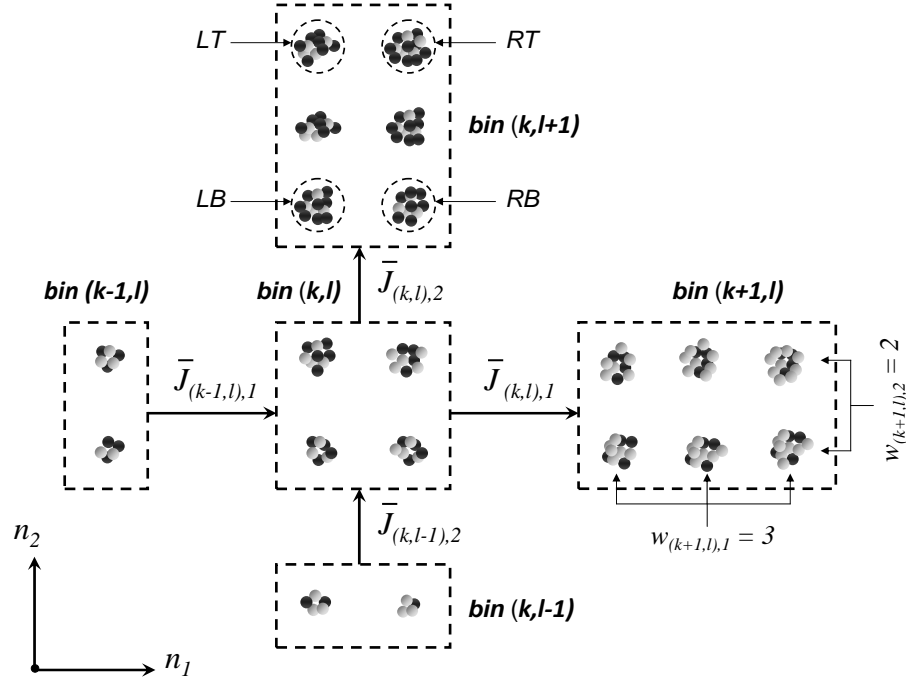 LT
RT
bin (k,l+1)
LB
RB
bin (k-1,l)
bin (k,l)
J̅(k,l),2
bin (k+1,l)
J̅(k-1,l),1
J̅(k,l),1
w(k+1,l),2 = 2
J̅(k,l-1),2
w(k+1,l),1 = 3
n2
bin (k,l-1)
n1